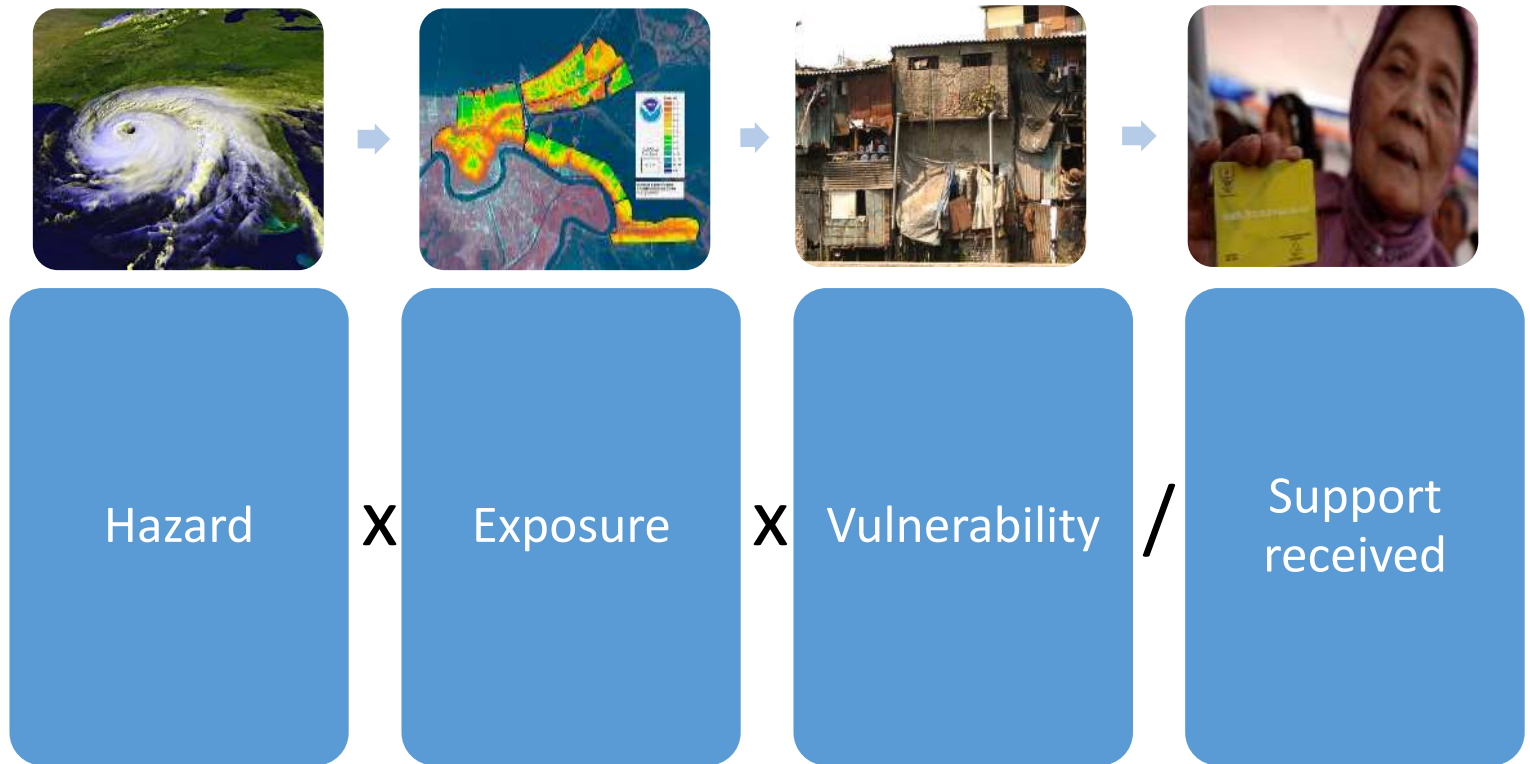 Hazard
x
Exposure
x
Vulnerability
/
Support
received